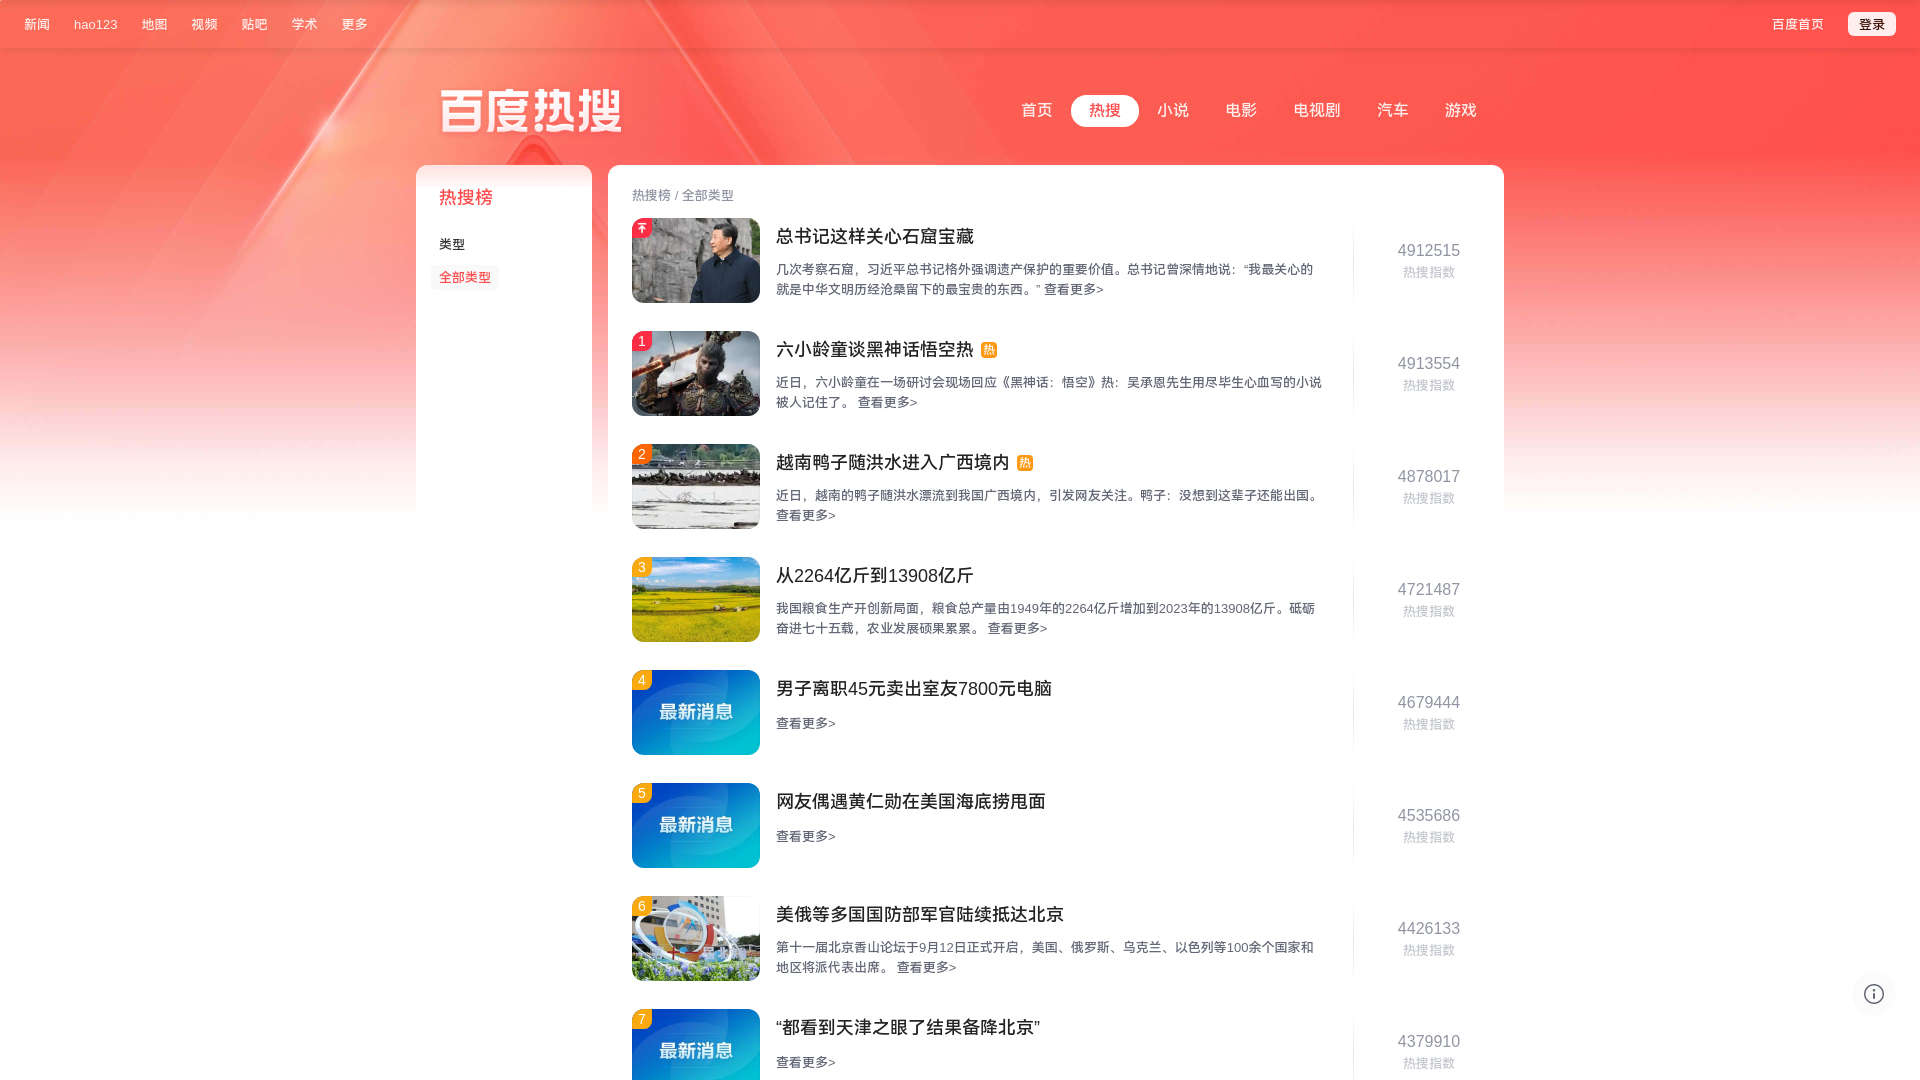 新闻 hao123 地图 视频 贴吧 学术 更多 百度首页 登录
百度热搜
首页 热搜 小说 电影 电视剧 汽车 游戏
热搜榜
类型
全部类型
热搜榜 / 全部类型
总书记这样关心石窟宝藏
几次考察石窟，习近平总书记格外强调遗产保护的重要价值。总书记曾深情地说：“我最关心的
就是中华文明历经沧桑留下的最宝贵的东西。” 查看更多>
4912515
热搜指数
1
六小龄童谈黑神话悟空热 热
近日，六小龄童在一场研讨会现场回应《黑神话：悟空》热：吴承恩先生用尽毕生心血写的小说
被人记住了。 查看更多>
4913554
热搜指数
2
越南鸭子随洪水进入广西境内 热
近日，越南的鸭子随洪水漂流到我国广西境内，引发网友关注。鸭子：没想到这辈子还能出国。
查看更多>
4878017
热搜指数
3
从2264亿斤到13908亿斤
我国粮食生产开创新局面，粮食总产量由1949年的2264亿斤增加到2023年的13908亿斤。砥砺
奋进七十五载，农业发展硕果累累。 查看更多>
4721487
热搜指数
4
最新消息
男子离职45元卖出室友7800元电脑
查看更多>
4679444
热搜指数
5
最新消息
网友偶遇黄仁勋在美国海底捞甩面
查看更多>
4535686
热搜指数
6
美俄等多国国防部军官陆续抵达北京
第十一届北京香山论坛于9月12日正式开启，美国、俄罗斯、乌克兰、以色列等100余个国家和
地区将派代表出席。 查看更多>
4426133
热搜指数
7
最新消息
“都看到天津之眼了结果备降北京”
查看更多>
4379910
热搜指数